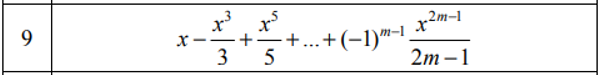 9
x − x³/3 + x⁵/5 + ... + (−1)^{m−1} x^{2m−1}/(2m − 1)